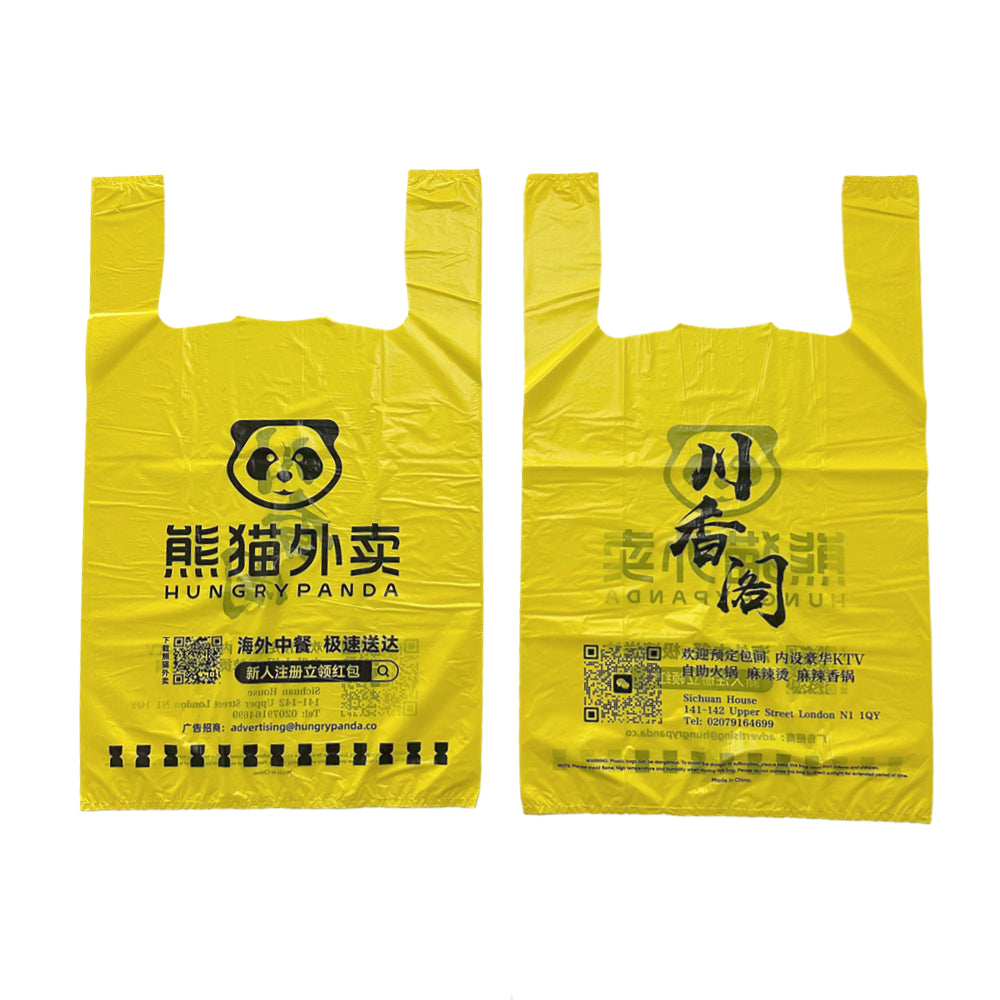 熊猫外卖
HUNGRYPANDA
下载熊猫外卖
海外中餐 极速送达
新人注册立领红包
广告招商：advertising@hungrypanda.co
川香阁
欢迎预定包间 内设豪华KTV
自助火锅 麻辣烫 麻辣香锅
Sichuan House
141-142 Upper Street London N1 1QY
Tel: 02079164699
WARNING: Plastic bags can be dangerous. To avoid the danger of suffocation, please keep this bag away from babies and children.
NOTE: Please avoid flame, high temperature and humidity when storing this bag. Please do not expose this bag to direct sunlight for extended period of time.
Made in China.